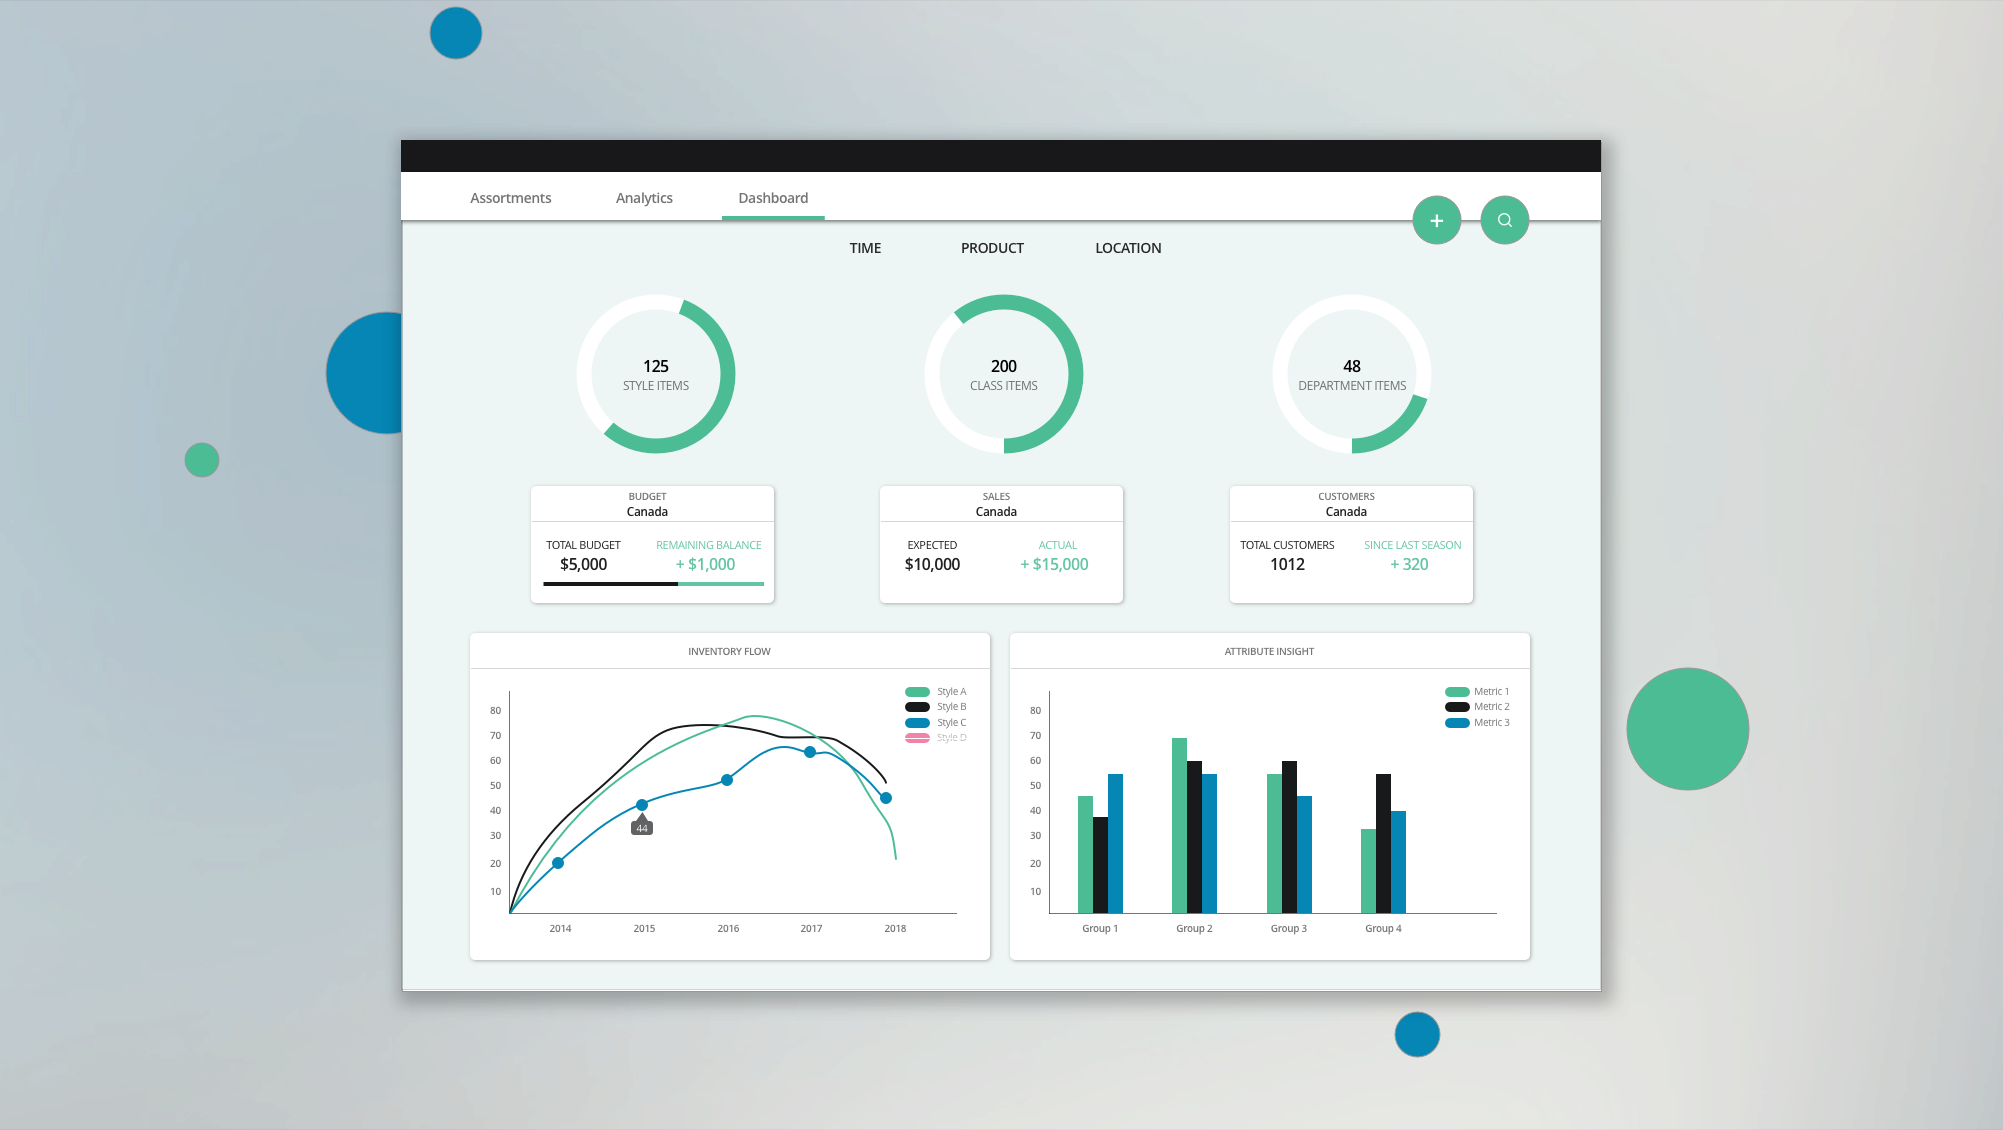 Assortments Analytics Dashboard
TIME PRODUCT LOCATION
125
STYLE ITEMS
200
CLASS ITEMS
48
DEPARTMENT ITEMS
BUDGET
Canada
TOTAL BUDGET REMAINING BALANCE
$5,000 + $1,000
SALES
Canada
EXPECTED ACTUAL
$10,000 + $15,000
CUSTOMERS
Canada
TOTAL CUSTOMERS SINCE LAST SEASON
1012 + 320
INVENTORY FLOW
Style A
Style B
Style C
Style D
80
70
60
50
40
30
20
10
44
2014 2015 2016 2017 2018
ATTRIBUTE INSIGHT
Metric 1
Metric 2
Metric 3
80
70
60
50
40
30
20
10
Group 1 Group 2 Group 3 Group 4